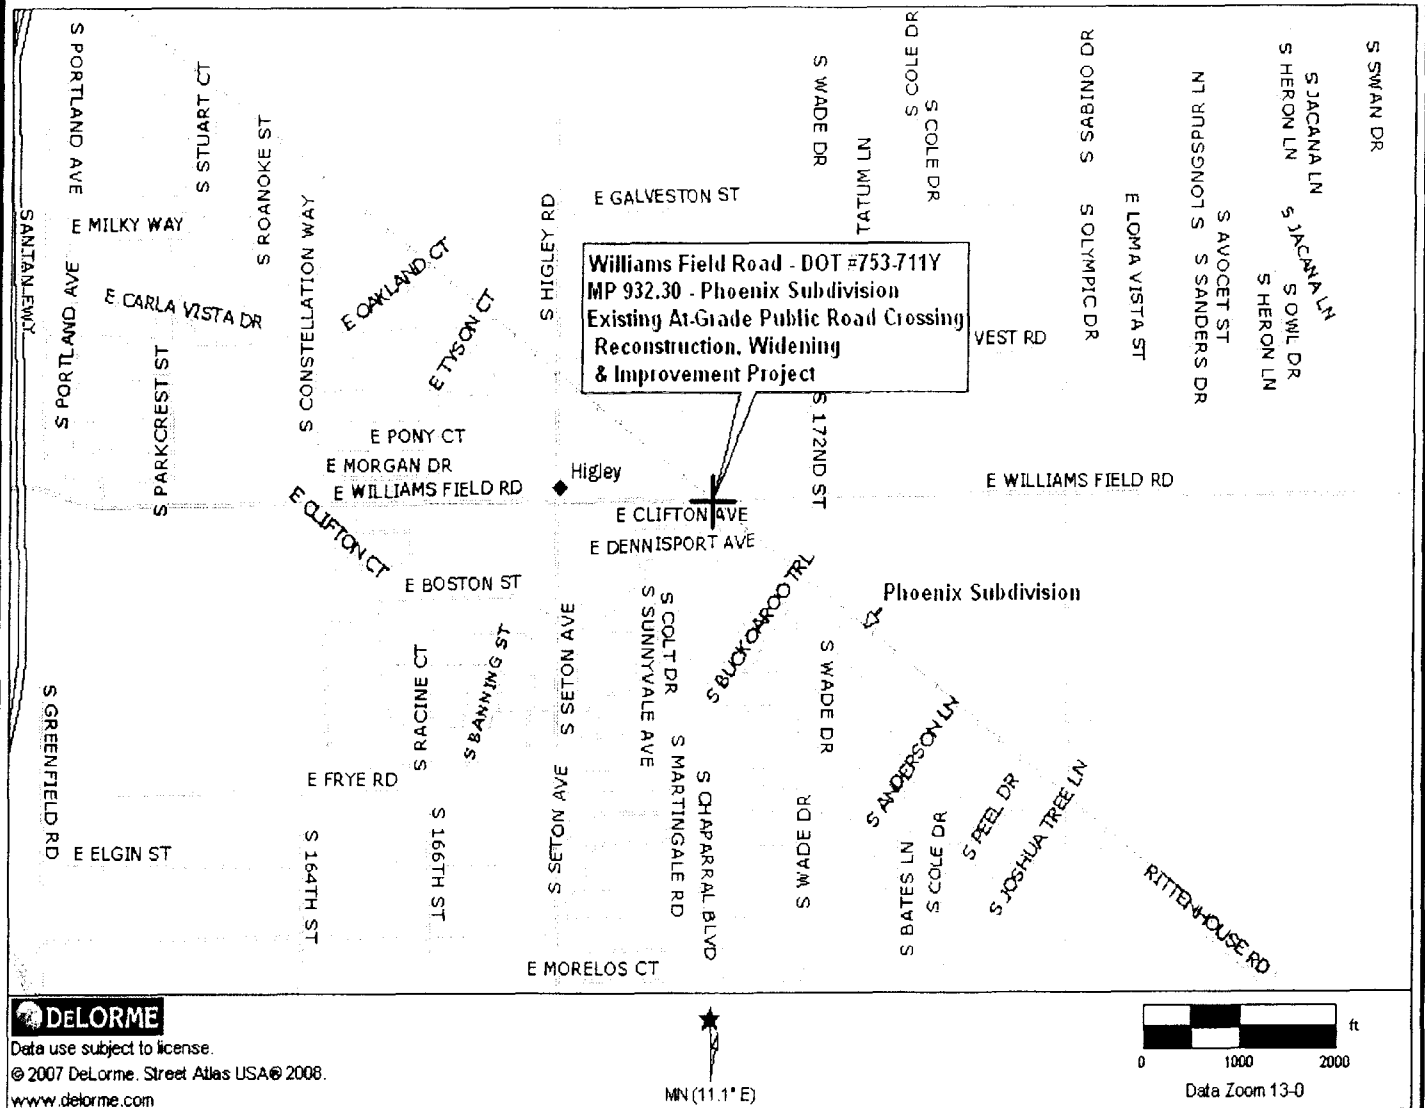 S PORTLAND AVE
S STUART CT
S ROANOKE ST
S WADE DR
S COLE DR
S COLE DR
TATUM LN
S SABINO DR
S LONGSPUR LN
S HERON LN
S JACANA LN
S SWAN DR
SANTAN FWY
E MILKY WAY
S CONSTELLATION WAY
E OAKLAND CT
S HIGLEY RD
E GALVESTON ST
S OLYMPIC DR
E LOMA VISTA ST
S SANDERS DR
S AVOCET ST
S HERON LN
S OWL DR
S JACANA LN
S PORTLAND AVE
E CARLA VISTA DR
E TYSON CT
Williams Field Road - DOT #753-711Y
MP 932.30 - Phoenix Subdivision
Existing At-Grade Public Road Crossing
Reconstruction, Widening
& Improvement Project
VEST RD
S PARKCREST ST
E PONY CT
E MORGAN DR
E WILLIAMS FIELD RD
Higley
S 172ND ST
E WILLIAMS FIELD RD
E CLIFTON CT
E CLIFTON AVE
E DENNISPORT AVE
E BOSTON ST
S BUCKOAROO TRL
Phoenix Subdivision
S GREENFIELD RD
S RACINE CT
S BANNING ST
S SETON AVE
S SUNNYVALE AVE
S COLT DR
S WADE DR
S ANDERSON LN
E FRYE RD
S SETON AVE
S MARTINGALE RD
S CHAPARRAL BLVD
S WADE DR
S PEEL DR
S JOSHUA TREE LN
E ELGIN ST
S 164TH ST
S 166TH ST
S BATES LN
S COLE DR
RITTENHOUSE RD
E MORELOS CT
DELORME
Data use subject to license.
© 2007 DeLorme. Street Atlas USA® 2008.
www.delorme.com
MN (11.1° E)
ft
0 1000 2000
Data Zoom 13-0